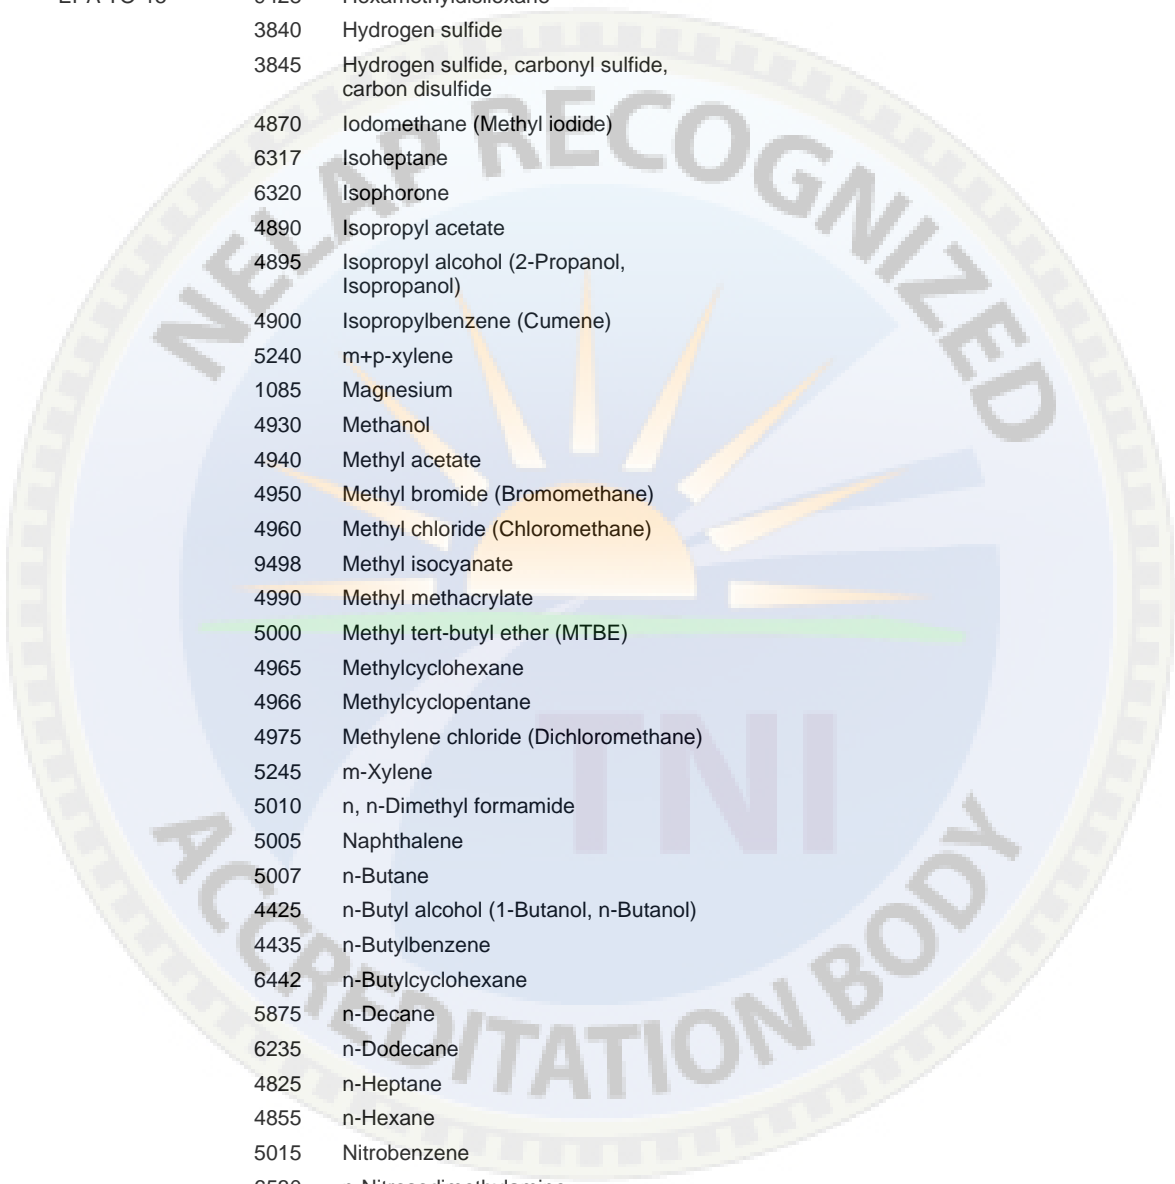 3840 Hydrogen sulfide
3845 Hydrogen sulfide, carbonyl sulfide,
carbon disulfide
4870 Iodomethane (Methyl iodide)
6317 Isoheptane
6320 Isophorone
4890 Isopropyl acetate
4895 Isopropyl alcohol (2-Propanol,
Isopropanol)
4900 Isopropylbenzene (Cumene)
5240 m+p-xylene
1085 Magnesium
4930 Methanol
4940 Methyl acetate
4950 Methyl bromide (Bromomethane)
4960 Methyl chloride (Chloromethane)
9498 Methyl isocyanate
4990 Methyl methacrylate
5000 Methyl tert-butyl ether (MTBE)
4965 Methylcyclohexane
4966 Methylcyclopentane
4975 Methylene chloride (Dichloromethane)
5245 m-Xylene
5010 n, n-Dimethyl formamide
5005 Naphthalene
5007 n-Butane
4425 n-Butyl alcohol (1-Butanol, n-Butanol)
4435 n-Butylbenzene
6442 n-Butylcyclohexane
5875 n-Decane
6235 n-Dodecane
4825 n-Heptane
4855 n-Hexane
5015 Nitrobenzene
NELAP RECOGNIZED
TNI
ACCREDITATION BODY